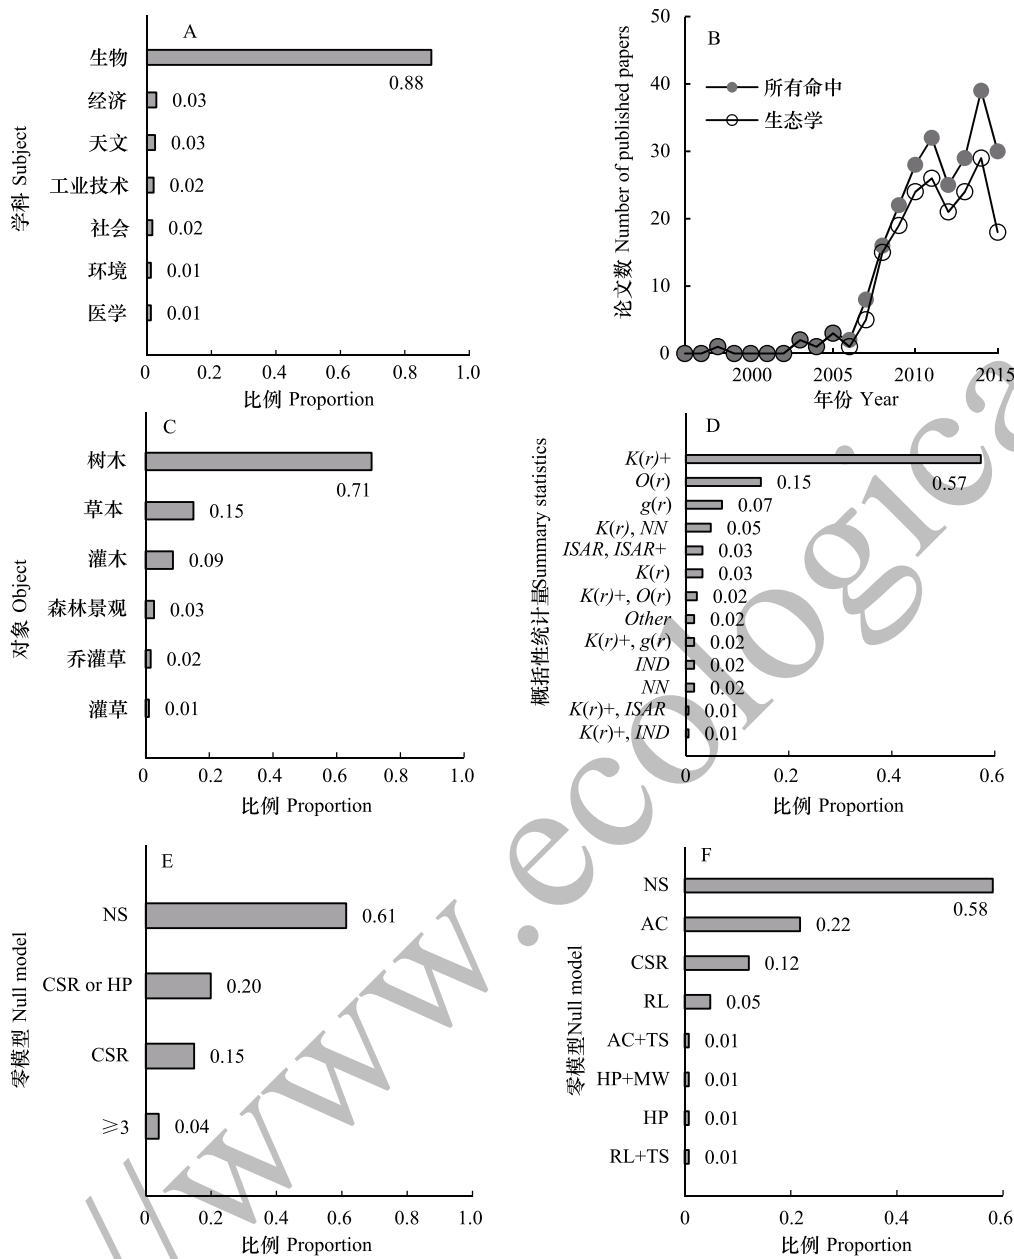 A
学科 Subject
生物
0.88
经济
0.03
天文
0.03
工业技术
0.02
社会
0.02
环境
0.01
医学
0.01
0 0.2 0.4 0.6 0.8 1.0
比例 Proportion
B
论文数 Number of published papers
50
40
30
20
10
0
所有命中
生态学
2000 2005 2010 2015
年份 Year
C
对象 Object
树木
0.71
草本
0.15
灌木
0.09
森林景观
0.03
乔灌草
0.02
灌草
0.01
0 0.2 0.4 0.6 0.8 1.0
比例 Proportion
D
概括性统计量Summary statistics
K(r)+
0.57
O(r)
0.15
g(r)
0.07
K(r), NN
0.05
ISAR, ISAR+
0.03
K(r)
0.03
K(r)+, O(r)
0.02
Other
0.02
K(r)+, g(r)
0.02
IND
0.02
NN
0.02
K(r)+, ISAR
0.01
K(r)+, IND
0.01
0 0.2 0.4 0.6
比例 Proportion
E
零模型 Null model
NS
0.61
CSR or HP
0.20
CSR
0.15
≥3
0.04
0 0.2 0.4 0.6 0.8 1.0
比例 Proportion
F
零模型Null model
NS
0.58
AC
0.22
CSR
0.12
RL
0.05
AC+TS
0.01
HP+MW
0.01
HP
0.01
RL+TS
0.01
0 0.2 0.4 0.6
比例 Proportion
//www.ecologica